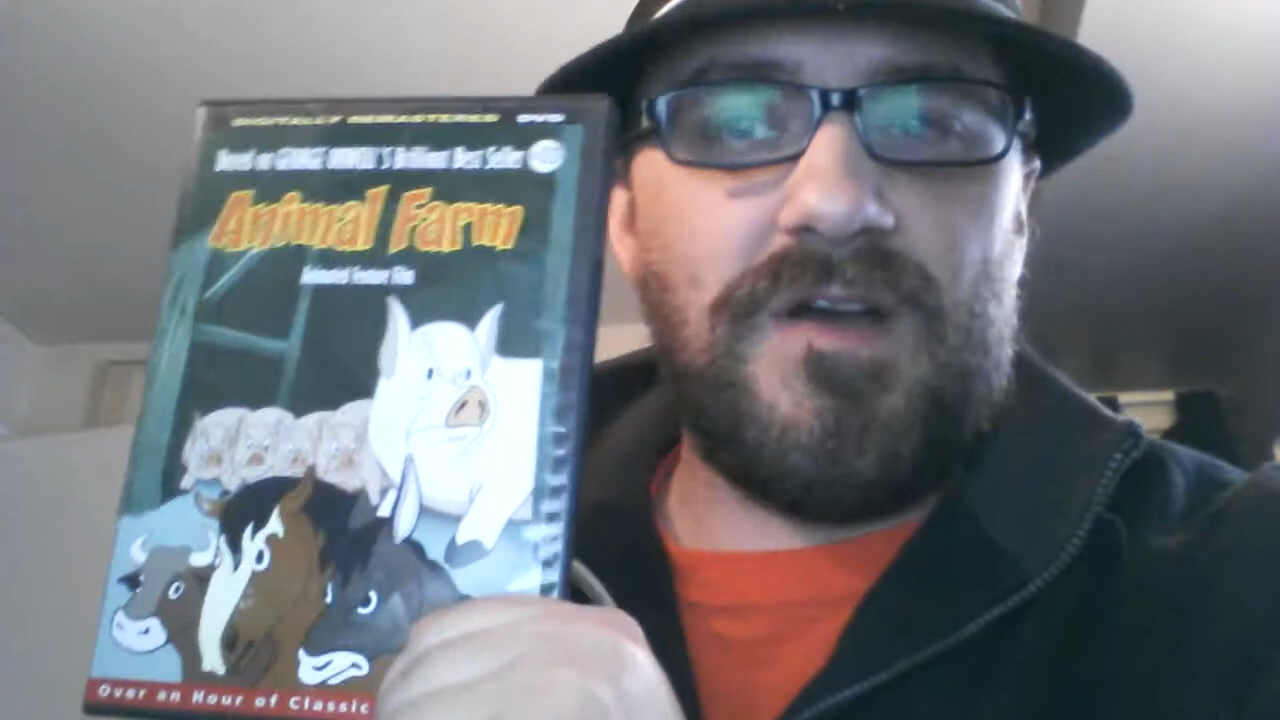 DIGITALLY REMASTERED DVD
Based on GEORGE ORWELL'S Brilliant Best Seller
Animal Farm
Animated Feature Film
Over an Hour of Classic